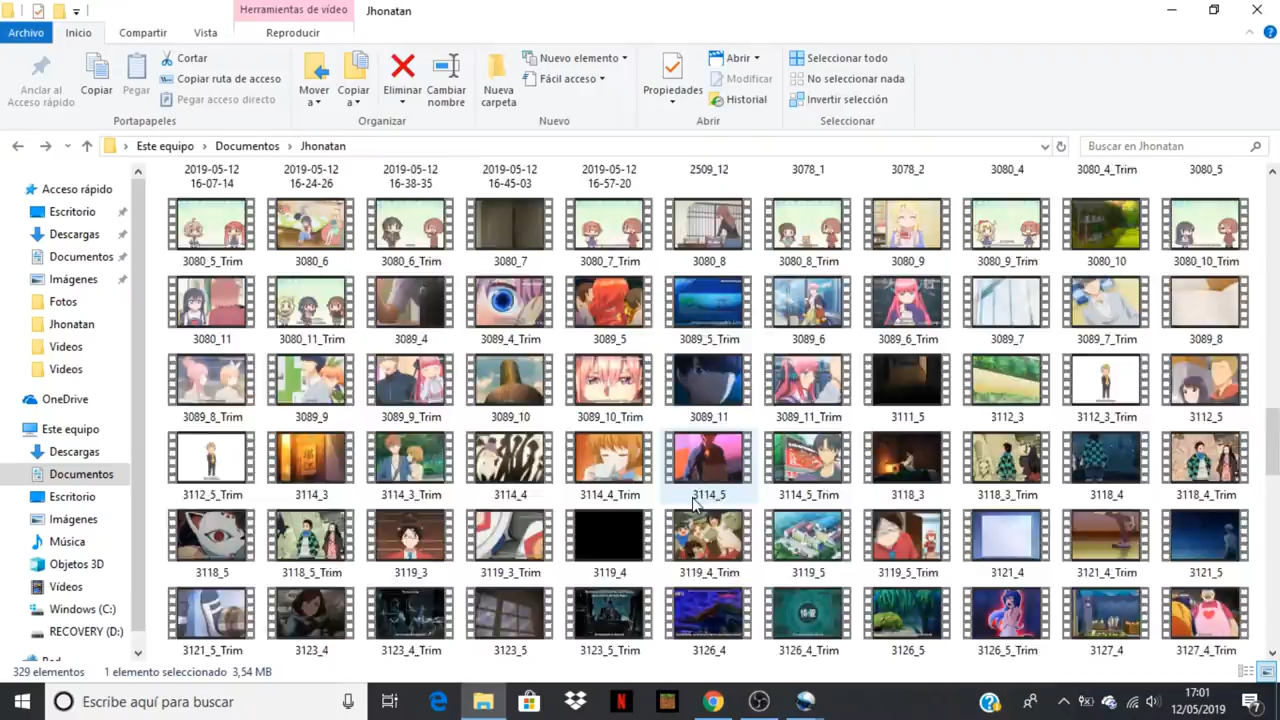 Herramientas de vídeo
Jhonatan
Archivo
Inicio
Compartir
Vista
Reproducir
Anclar al
Acceso rápido
Copiar
Pegar
Cortar
Copiar ruta de acceso
Pegar acceso directo
Portapapeles
Mover
a
Copiar
a
Eliminar
Cambiar
nombre
Organizar
Nueva
carpeta
Nuevo elemento
Fácil acceso
Nuevo
Propiedades
Abrir
Modificar
Historial
Abrir
Seleccionar todo
No seleccionar nada
Invertir selección
Seleccionar
Este equipo > Documentos > Jhonatan
Buscar en Jhonatan
Acceso rápido
Escritorio
Descargas
Documentos
Imágenes
Fotos
Jhonatan
Videos
Videos
OneDrive
Este equipo
Descargas
Documentos
Escritorio
Imágenes
Música
Objetos 3D
Vídeos
Windows (C:)
RECOVERY (D:)
2019-05-12 16-07-14
2019-05-12 16-24-26
2019-05-12 16-38-35
2019-05-12 16-45-03
2019-05-12 16-57-20
2509_12
3078_1
3078_2
3080_4
3080_4_Trim
3080_5
3080_5_Trim
3080_6
3080_6_Trim
3080_7
3080_7_Trim
3080_8
3080_8_Trim
3080_9
3080_9_Trim
3080_10
3080_10_Trim
3080_11
3080_11_Trim
3089_4
3089_4_Trim
3089_5
3089_5_Trim
3089_6
3089_6_Trim
3089_7
3089_7_Trim
3089_8
3089_8_Trim
3089_9
3089_9_Trim
3089_10
3089_10_Trim
3089_11
3089_11_Trim
3111_5
3112_3
3112_3_Trim
3112_5
3112_5_Trim
3114_3
3114_3_Trim
3114_4
3114_4_Trim
3114_5
3114_5_Trim
3118_3
3118_3_Trim
3118_4
3118_4_Trim
3118_5
3118_5_Trim
3119_3
3119_3_Trim
3119_4
3119_4_Trim
3119_5
3119_5_Trim
3121_4
3121_4_Trim
3121_5
3121_5_Trim
3123_4
3123_4_Trim
3123_5
3123_5_Trim
3126_4
3126_4_Trim
3126_5
3126_5_Trim
3127_4
3127_4_Trim
329 elementos
1 elemento seleccionado 3,54 MB
Escribe aquí para buscar
17:01
12/05/2019
7